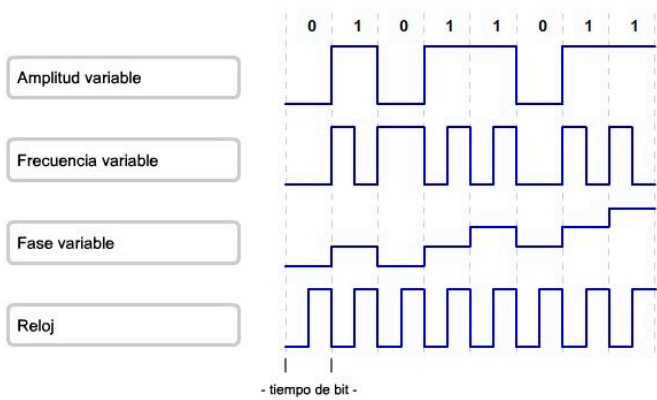 0 1 0 1 1 0 1 1
Amplitud variable
Frecuencia variable
Fase variable
Reloj
- tiempo de bit -